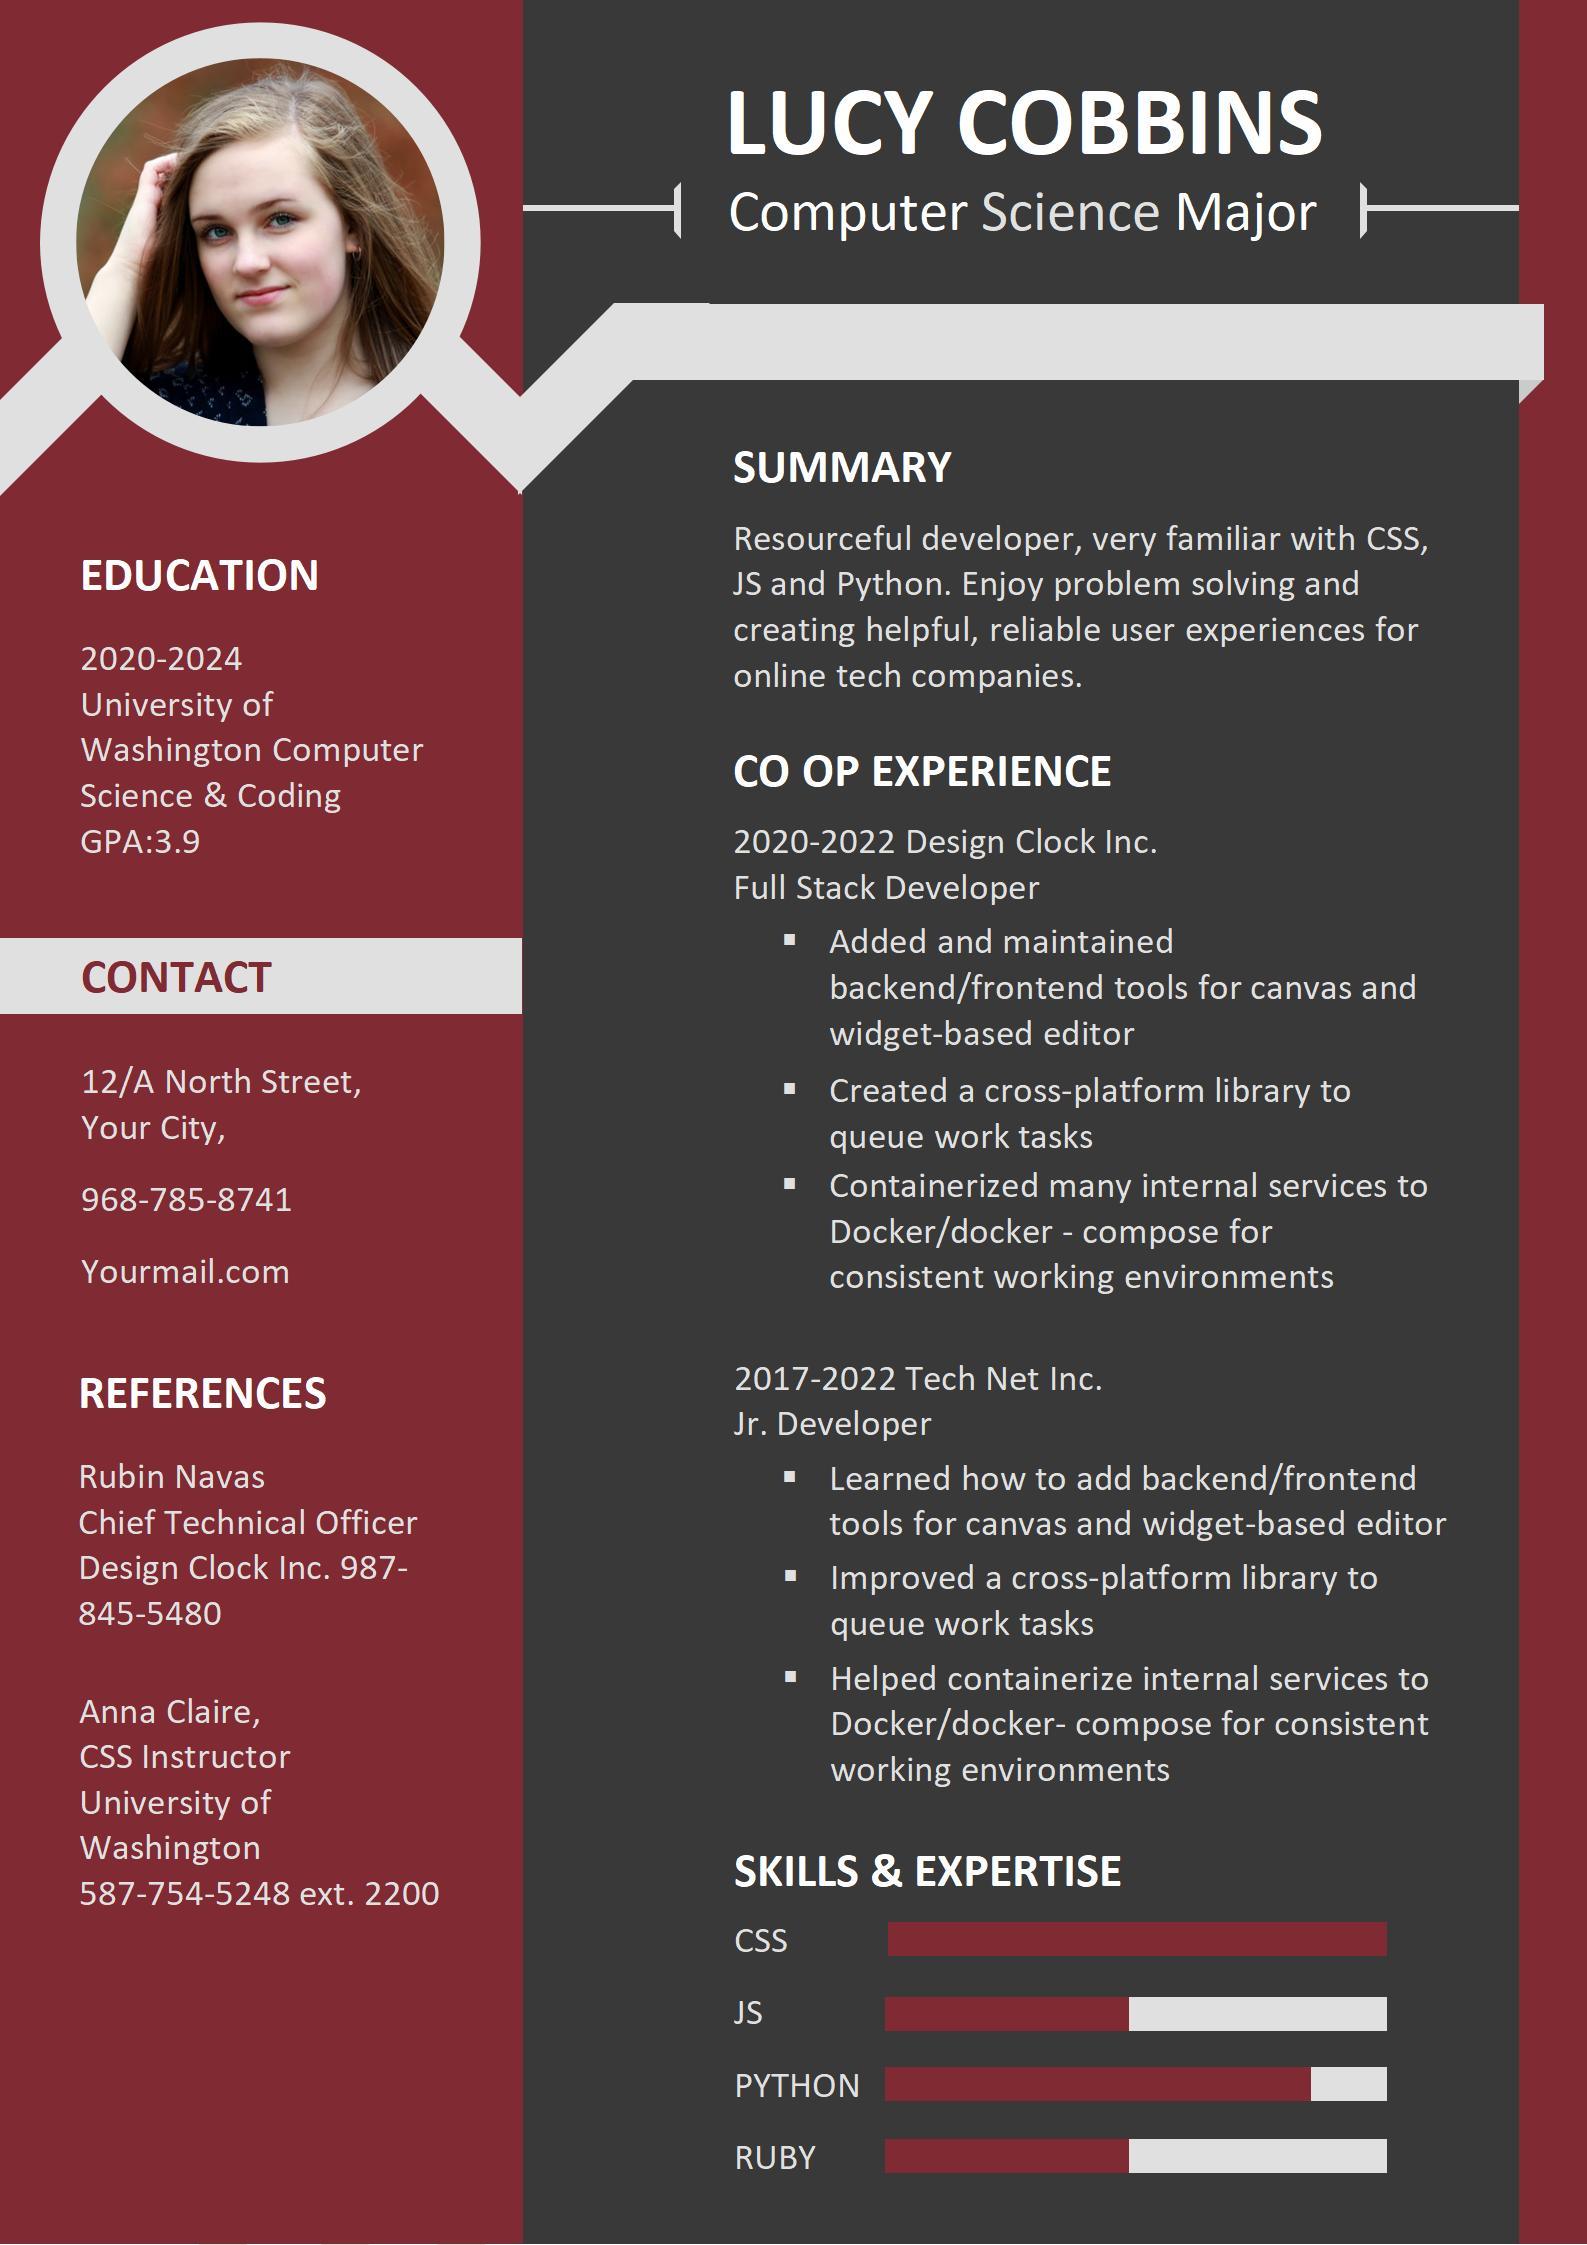 LUCY COBBINS
Computer Science Major
EDUCATION
2020-2024
University of
Washington Computer
Science & Coding
GPA:3.9
CONTACT
12/A North Street,
Your City,
968-785-8741
Yourmail.com
REFERENCES
Rubin Navas
Chief Technical Officer
Design Clock Inc. 987-
845-5480
Anna Claire,
CSS Instructor
University of
Washington
587-754-5248 ext. 2200
SUMMARY
Resourceful developer, very familiar with CSS,
JS and Python. Enjoy problem solving and
creating helpful, reliable user experiences for
online tech companies.
CO OP EXPERIENCE
2020-2022 Design Clock Inc.
Full Stack Developer
▪ Added and maintained
backend/frontend tools for canvas and
widget-based editor
▪ Created a cross-platform library to
queue work tasks
▪ Containerized many internal services to
Docker/docker - compose for
consistent working environments
2017-2022 Tech Net Inc.
Jr. Developer
▪ Learned how to add backend/frontend
tools for canvas and widget-based editor
▪ Improved a cross-platform library to
queue work tasks
▪ Helped containerize internal services to
Docker/docker- compose for consistent
working environments
SKILLS & EXPERTISE
CSS
JS
PYTHON
RUBY